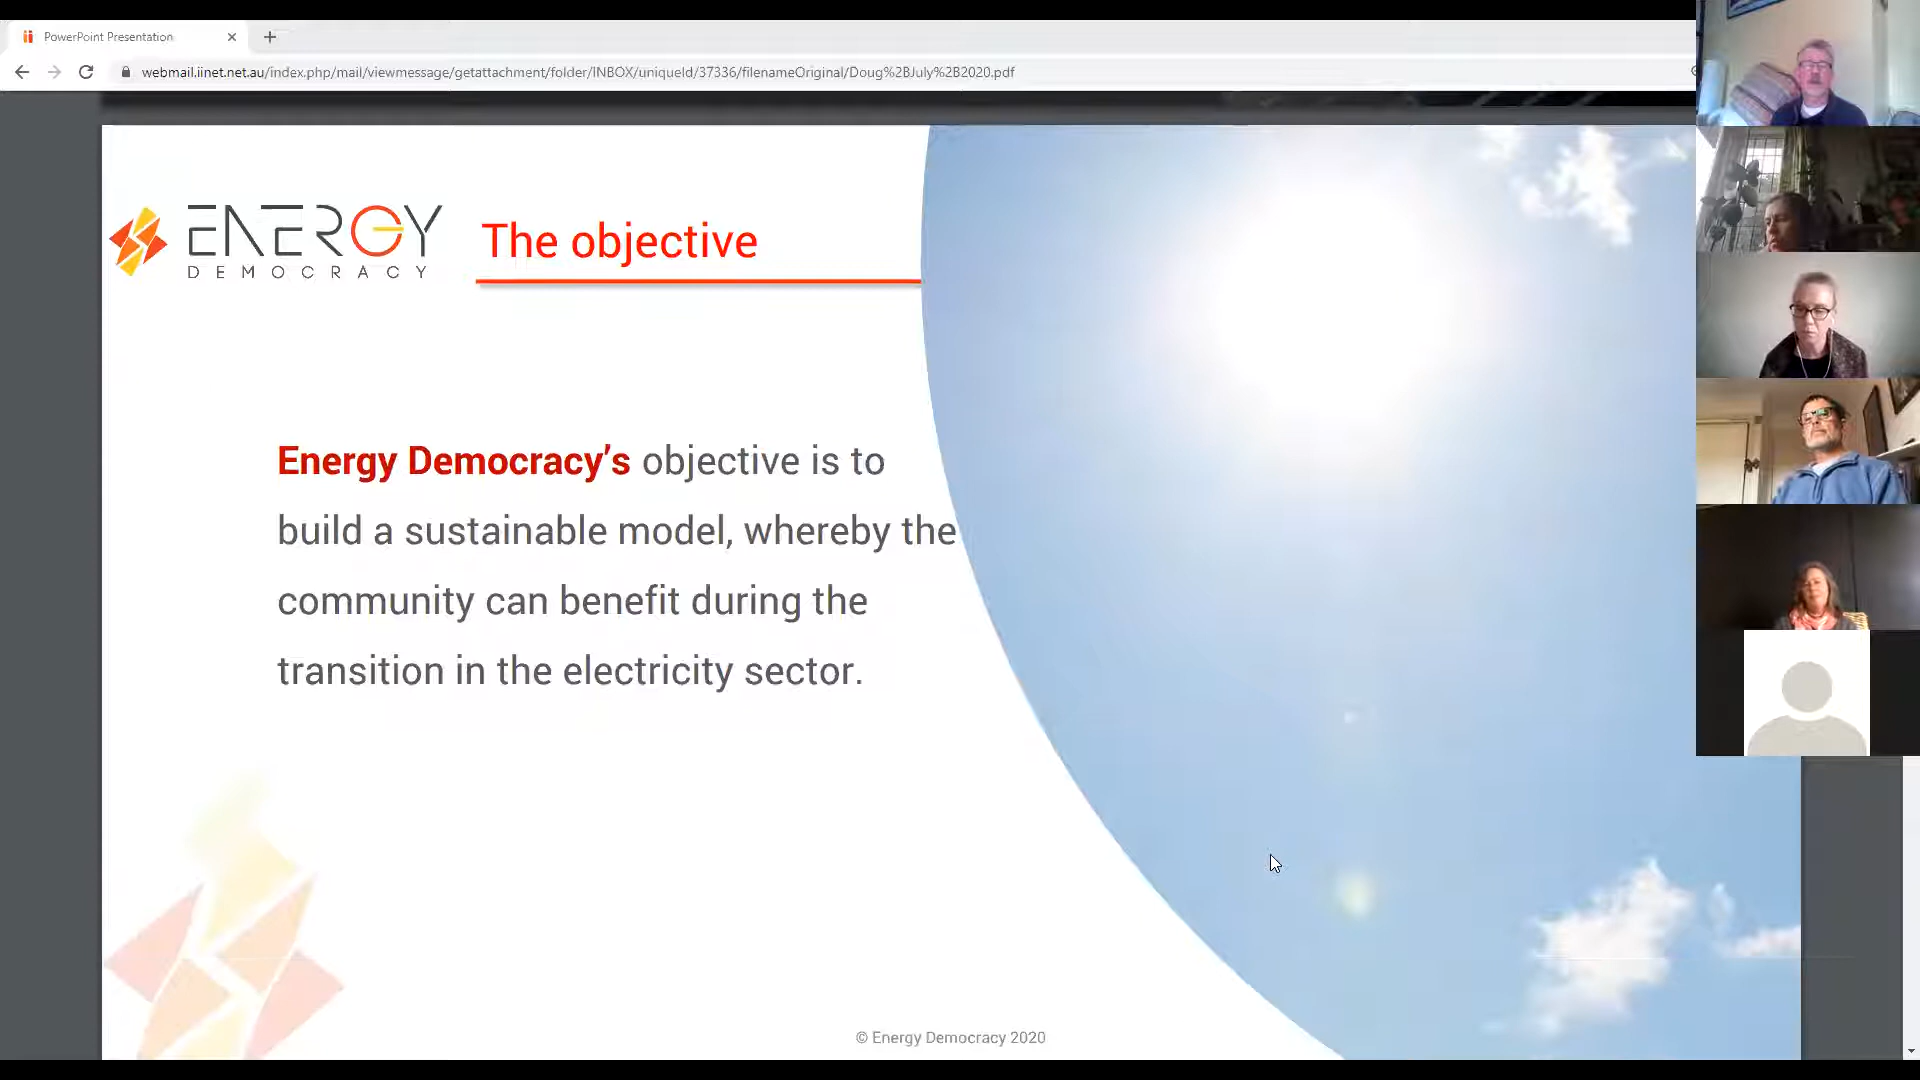 PowerPoint Presentation
webmail.iinet.net.au/index.php/mail/viewmessage/getattachment/folder/INBOX/uniqueId/37336/filenameOriginal/Doug%2BJuly%2B2020.pdf
ENERGY
DEMOCRACY
The objective
Energy Democracy's objective is to
build a sustainable model, whereby the
community can benefit during the
transition in the electricity sector.
© Energy Democracy 2020